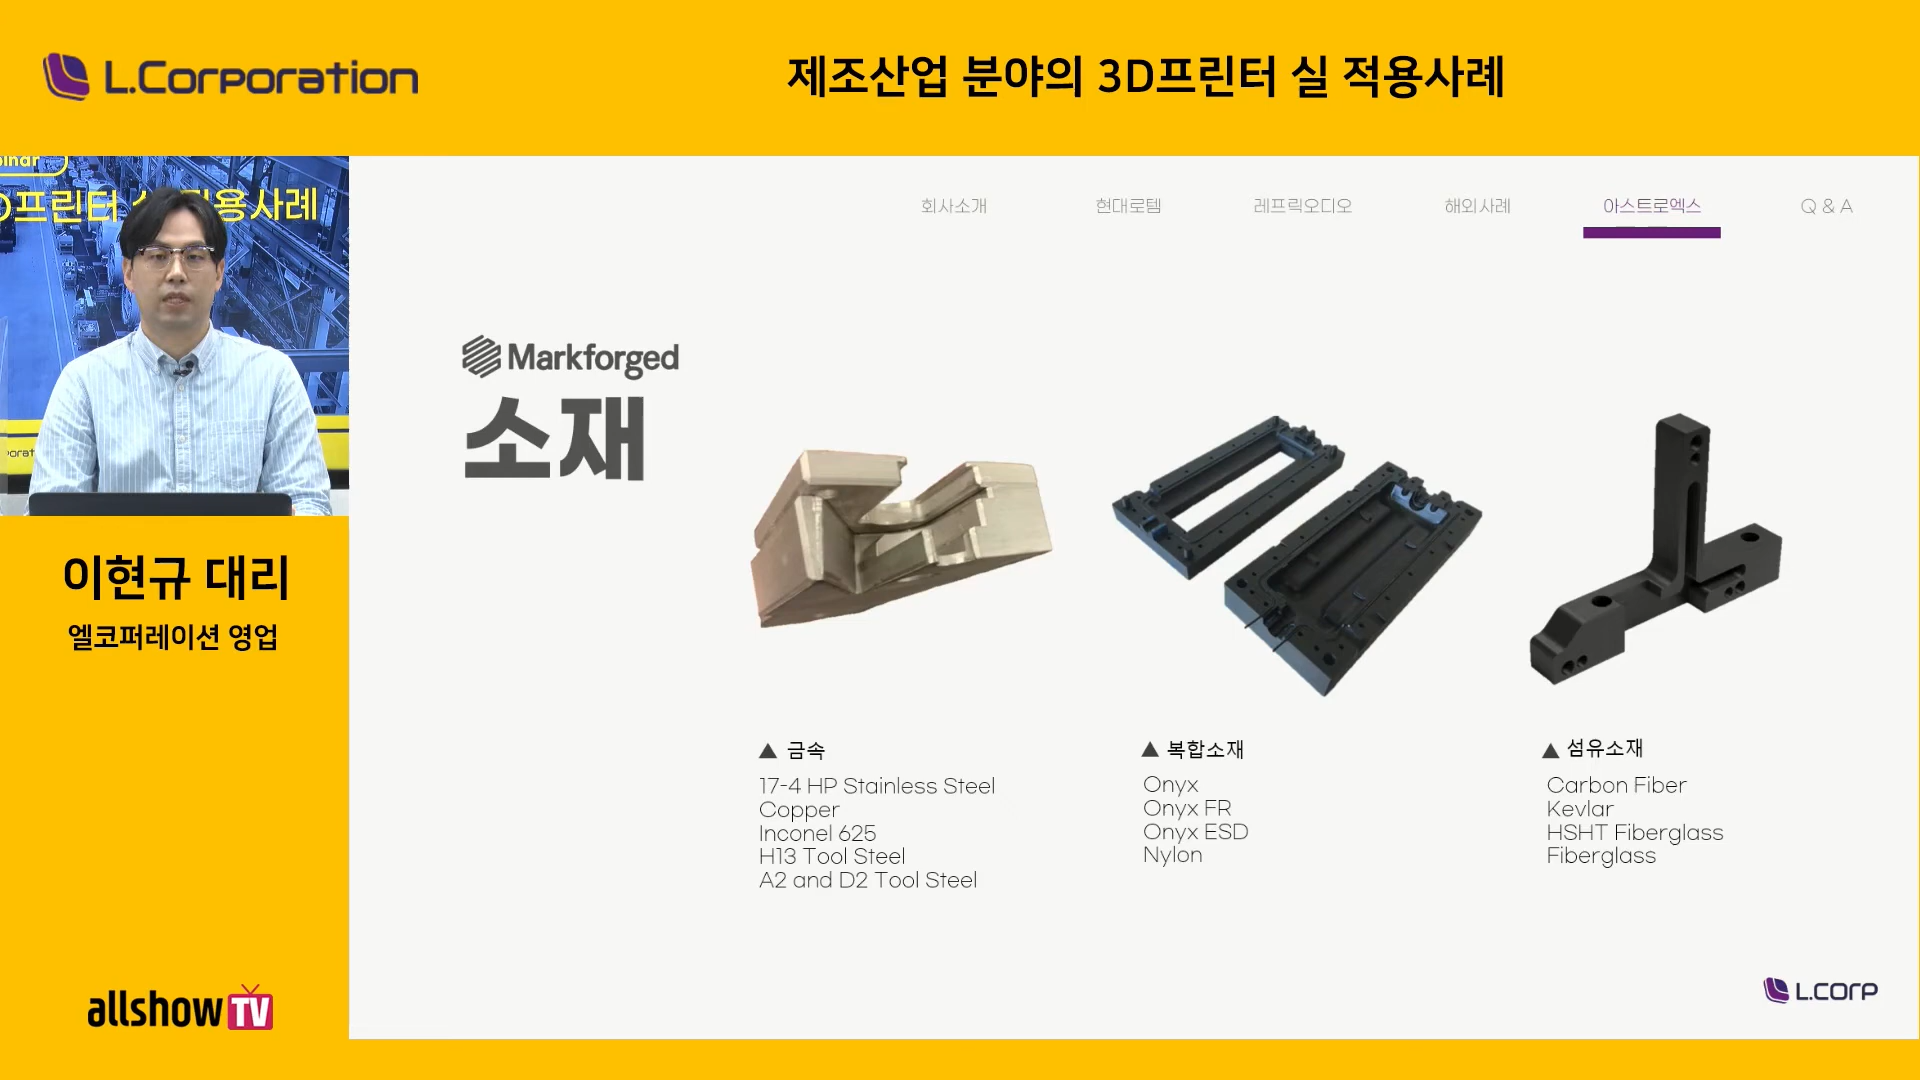 L.Corporation
제조산업 분야의 3D프린터 실 적용사례
회사소개
현대로템
레프릭오디오
해외사례
아스트로엑스
Q & A
Markforged
소재
이현규 대리
엘코퍼레이션 영업
▲ 금속
17-4 HP Stainless Steel
Copper
Inconel 625
H13 Tool Steel
A2 and D2 Tool Steel
▲ 복합소재
Onyx
Onyx FR
Onyx ESD
Nylon
▲ 섬유소재
Carbon Fiber
Kevlar
HSHT Fiberglass
Fiberglass
allshowTV
L.CORP